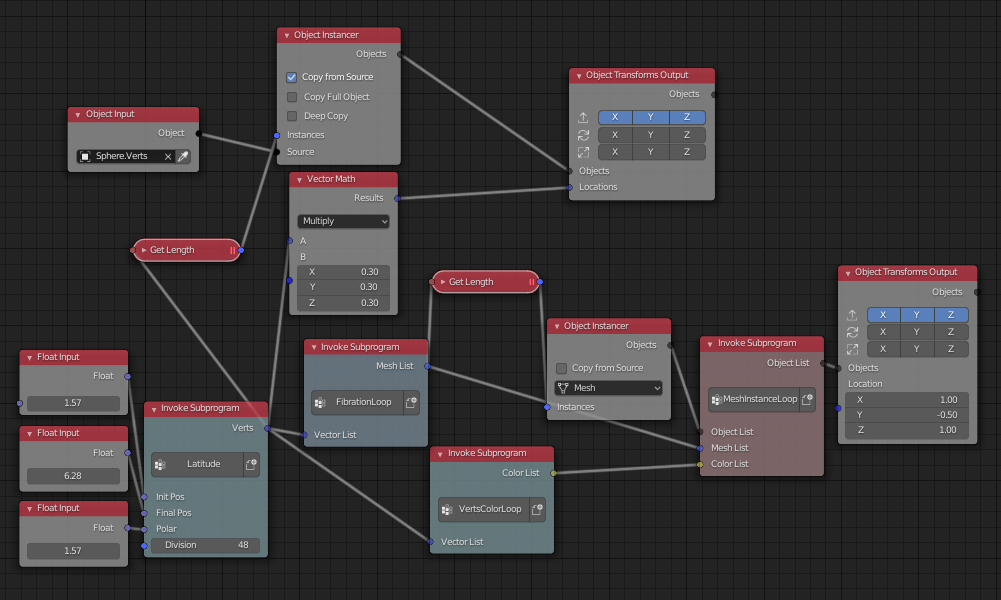 Object Instancer
Objects
Copy from Source
Copy Full Object
Deep Copy
Instances
Source
Object Input
Object
Sphere.Verts
Object Transforms Output
Objects
X Y Z
X Y Z
X Y Z
Objects
Locations
Vector Math
Results
Multiply
A
B
X 0.30
Y 0.30
Z 0.30
Get Length
Get Length
Object Transforms Output
Objects
X Y Z
X Y Z
X Y Z
Objects
Location
X 1.00
Y -0.50
Z 1.00
Object Instancer
Objects
Copy from Source
Mesh
Instances
Invoke Subprogram
Object List
MeshInstanceLoop
Object List
Mesh List
Color List
Invoke Subprogram
Mesh List
FibrationLoop
Vector List
Float Input
Float
1.57
Float Input
Float
6.28
Float Input
Float
1.57
Invoke Subprogram
Verts
Latitude
Init Pos
Final Pos
Polar
Division 48
Invoke Subprogram
Color List
VertsColorLoop
Vector List